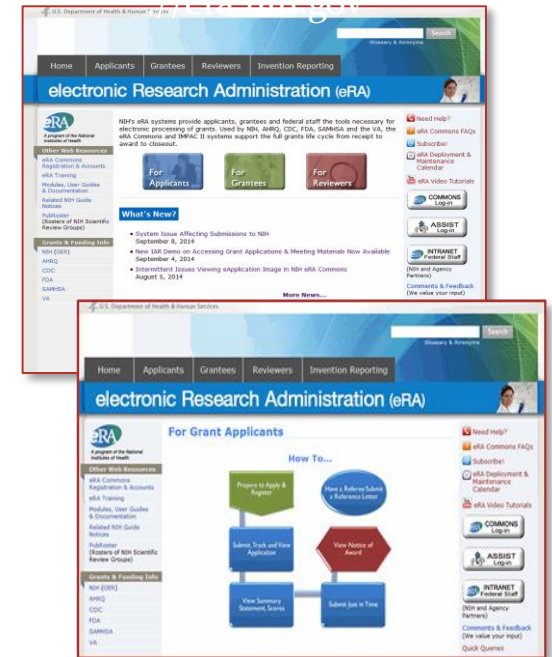 //era.nih.gov
U.S. Department of Health & Human Services
Search
Glossary & Acronyms
Home Applicants Grantees Reviewers Invention Reporting
electronic Research Administration (eRA)
eRA
A program of the National
Institutes of Health
Other Web Resources
eRA Commons
Registration & Accounts
eRA Training
Modules, User Guides
& Documentation
Related NIH Guide
Notices
PubRoster
(Rosters of NIH Scientific
Review Groups)
Grants & Funding Info
NIH (OER)
AHRQ
CDC
FDA
SAMHSA
VA
NIH's eRA systems provide applicants, grantees and federal staff the tools necessary for
electronic processing of grants. Used by NIH, AHRQ, CDC, FDA, SAMHSA and the VA, the
eRA Commons and IMPAC II systems support the full grants life cycle from receipt to
award to closeout.
For
Applicants
For
Grantees
For
Reviewers
What's New?
• System Issue Affecting Submissions to NIH
September 8, 2014
• New IAR Demo on Accessing Grant Applications & Meeting Materials Now Available
September 4, 2014
• Intermittent Issues Viewing eApplication Image in NIH eRA Commons
August 5, 2014
More News...
Need Help?
eRA Commons FAQs
Subscribe!
eRA Deployment &
Maintenance
Calendar
eRA Video Tutorials
COMMONS
Log-in
ASSIST
Log-in
INTRANET
Federal Staff
(NIH and Agency
Partners)
Comments & Feedback
(We value your input)
U.S. Department of Health & Human Services
Search
Glossary & Acronyms
Home Applicants Grantees Reviewers Invention Reporting
electronic Research Administration (eRA)
eRA
A program of the National
Institutes of Health
Other Web Resources
eRA Commons
Registration & Accounts
eRA Training
Modules, User Guides
& Documentation
Related NIH Guide
Notices
PubRoster
(Rosters of NIH Scientific
Review Groups)
Grants & Funding Info
NIH (OER)
AHRQ
CDC
FDA
SAMHSA
VA
For Grant Applicants
How To...
Prepare to Apply &
Register
Have a Referee Submit
a Reference Letter
Submit, Track and View
Application
View Notice of
Award
View Summary
Statement, Scores
Submit Just in Time
Need Help?
eRA Commons FAQs
Subscribe!
eRA Deployment &
Maintenance
Calendar
eRA Video Tutorials
COMMONS
Log-in
ASSIST
Log-in
INTRANET
Federal Staff
(NIH and Agency
Partners)
Comments & Feedback
(We value your input)
Quick Queries